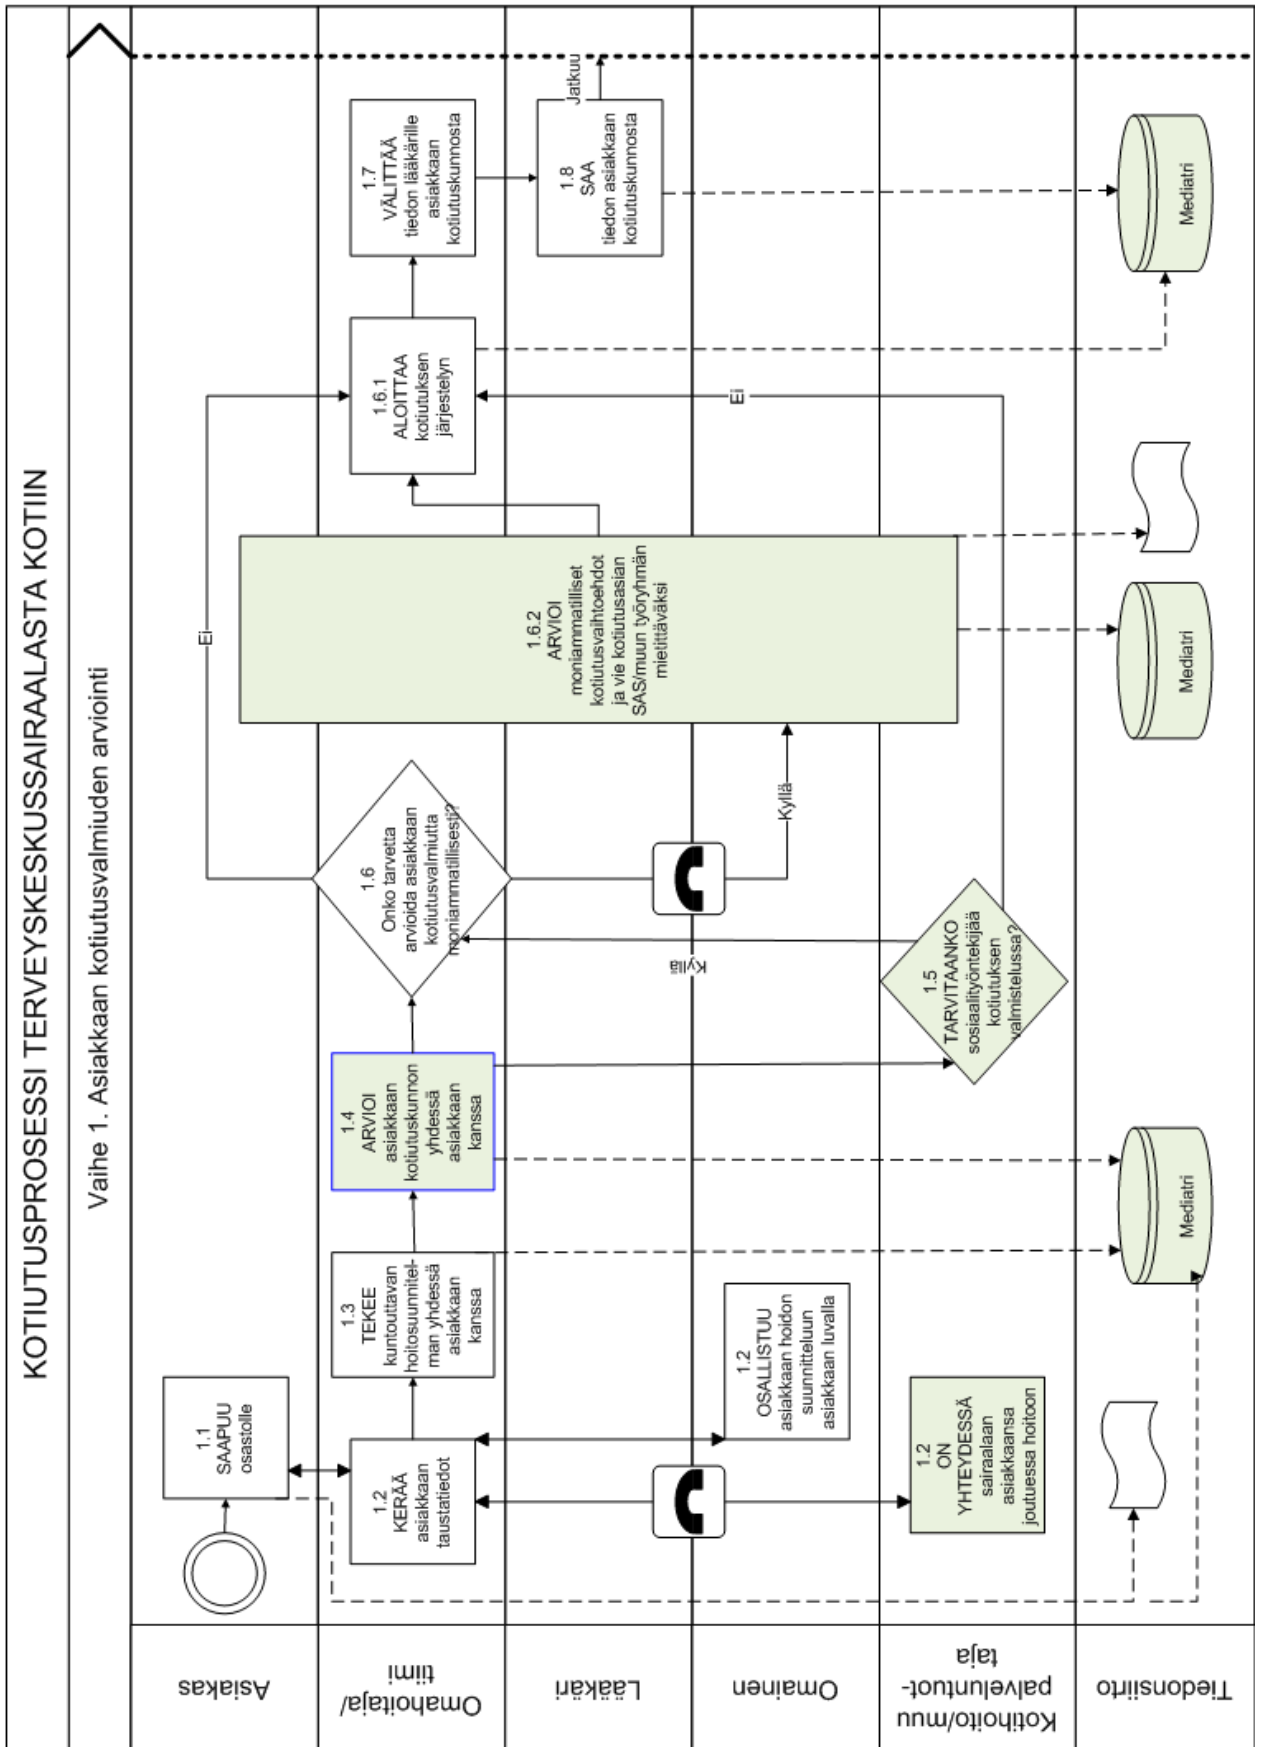 KOTIUTUSPROSESSI TERVEYSKESKUSSAIRAALASTA KOTIIN
Vaihe 1. Asiakkaan kotiutusvalmiuden arviointi
Asiakas
1.1
SAAPUU
osastolle
Ei
Omahoitaja/
tiimi
1.2
KERÄÄ
asiakkaan
taustatiedot
1.3
TEKEE
kuntouttavan
hoitosuunnitel-
man yhdessä
asiakkaan
kanssa
1.4
ARVIOI
asiakkaan
kotiutuskunnon
yhdessä
asiakkaan
kanssa
1.6
Onko tarvetta
arvioida asiakkaan
kotiutusvalmiutta
moniammatillisesti?
1.6.2
ARVIOI
moniammatilliset
kotiutusvaihtoehdot
ja vie kotiutusasian
SAS/muun työryhmän
mietittäväksi
1.6.1
ALOITTAA
kotiutuksen
järjestelyn
1.7
VÄLITTÄÄ
tiedon lääkärille
asiakkaan
kotiutuskunnosta
Lääkäri
1.8
SAA
tiedon asiakkaan
kotiutuskunnosta
Jatkuu
Omainen
1.2
OSALLISTUU
asiakkaan hoidon
suunnitteluun
asiakkaan luvalla
Kyllä
Kyllä
Ei
Kotihoito/muu
palveluntuot-
taja
1.2
ON
YHTEYDESSÄ
sairaalaan
asiakkaansa
joutuessa hoitoon
1.5
TARVITAANKO
sosiaalityöntekijää
kotiutuksen
valmistelussa?
Tiedonsiirto
Mediatri
Mediatri
Mediatri